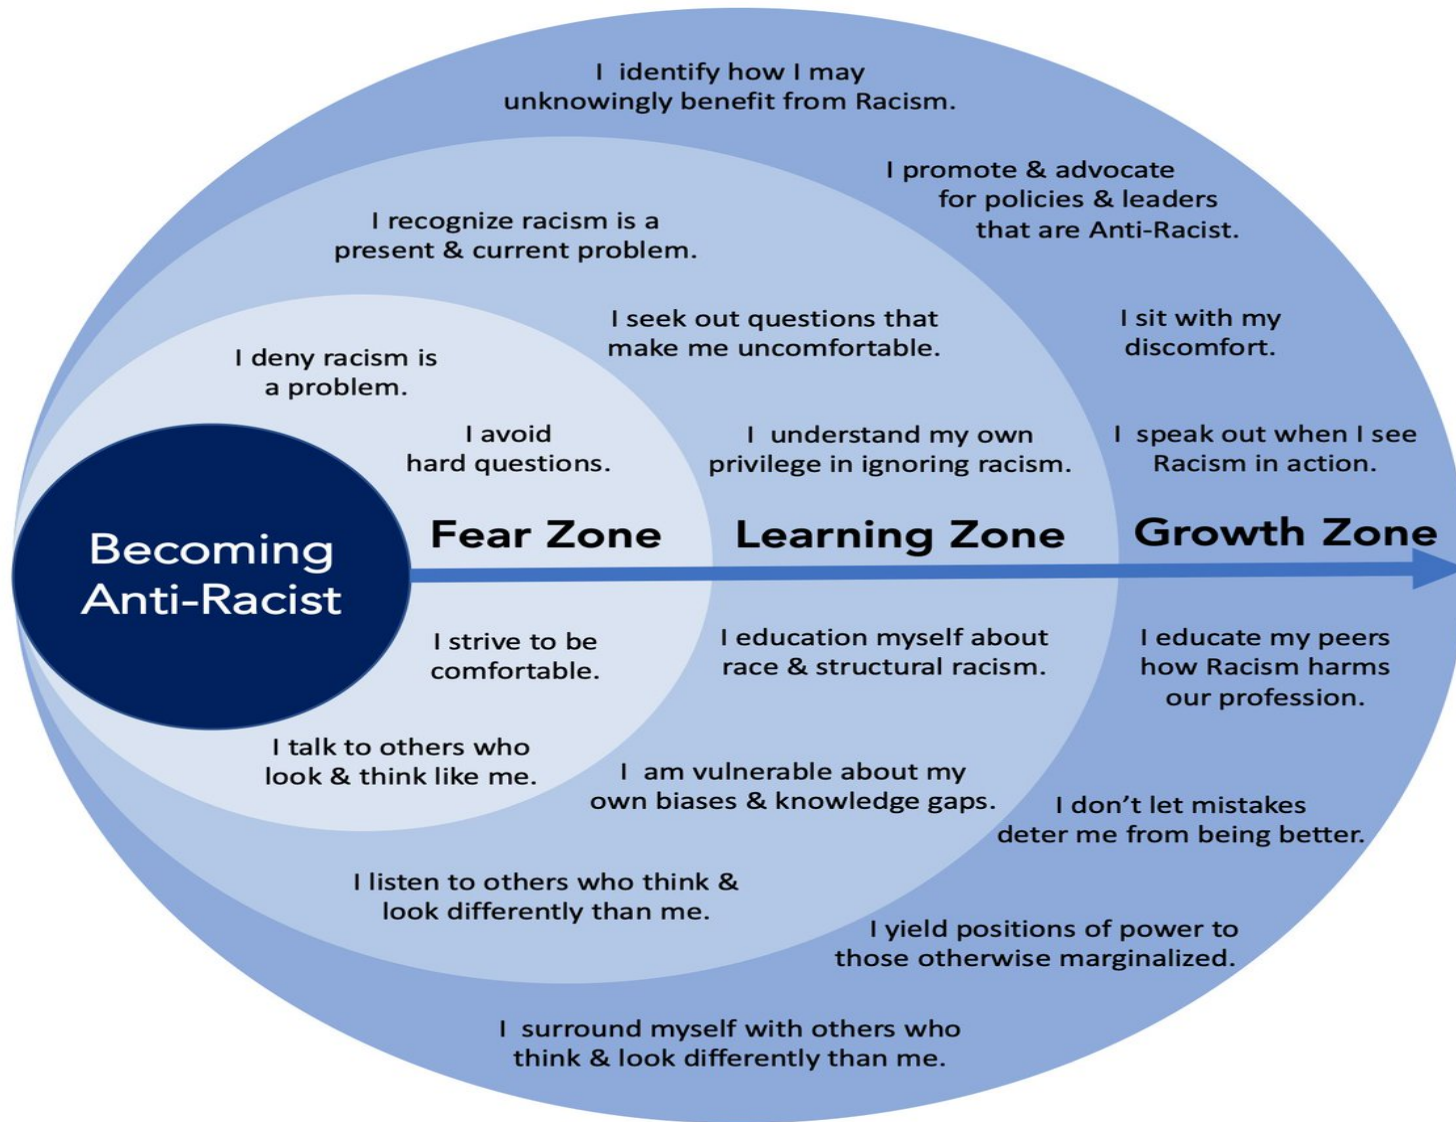 I identify how I may
unknowingly benefit from Racism.
I promote & advocate
for policies & leaders
that are Anti-Racist.
I recognize racism is a
present & current problem.
I seek out questions that
make me uncomfortable.
I sit with my
discomfort.
I deny racism is
a problem.
I avoid
hard questions.
I understand my own
privilege in ignoring racism.
I speak out when I see
Racism in action.
Becoming
Anti-Racist
Fear Zone
Learning Zone
Growth Zone
I strive to be
comfortable.
I education myself about
race & structural racism.
I educate my peers
how Racism harms
our profession.
I talk to others who
look & think like me.
I am vulnerable about my
own biases & knowledge gaps.
I don’t let mistakes
deter me from being better.
I listen to others who think &
look differently than me.
I yield positions of power to
those otherwise marginalized.
I surround myself with others who
think & look differently than me.